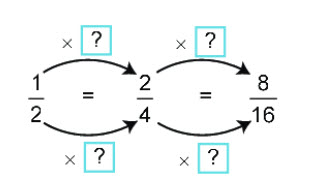 × ? × ?
1/2 = 2/4 = 8/16
× ? × ?